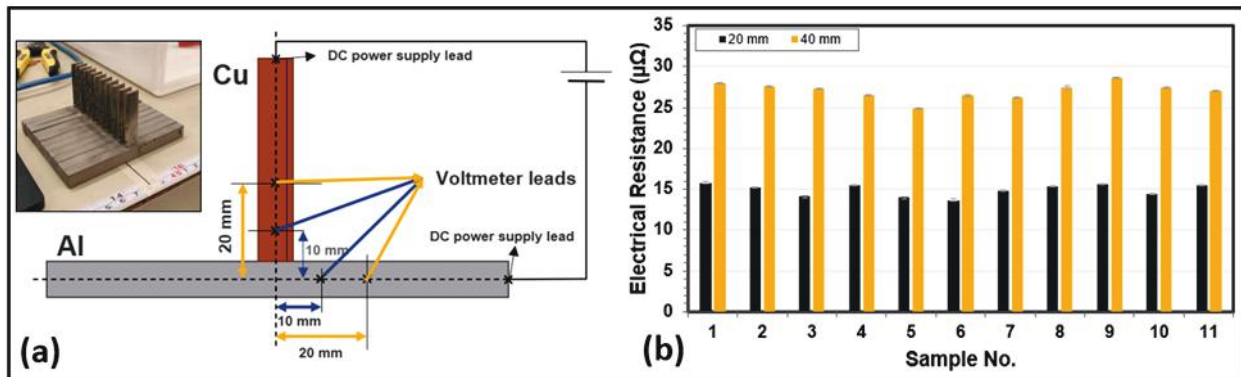 Cu
DC power supply lead
Voltmeter leads
20 mm
10 mm
DC power supply lead
Al
10 mm
20 mm
(a)
35
30
25
20
15
10
5
0
Electrical Resistance (µΩ)
20 mm
40 mm
1 2 3 4 5 6 7 8 9 10 11
Sample No.
(b)